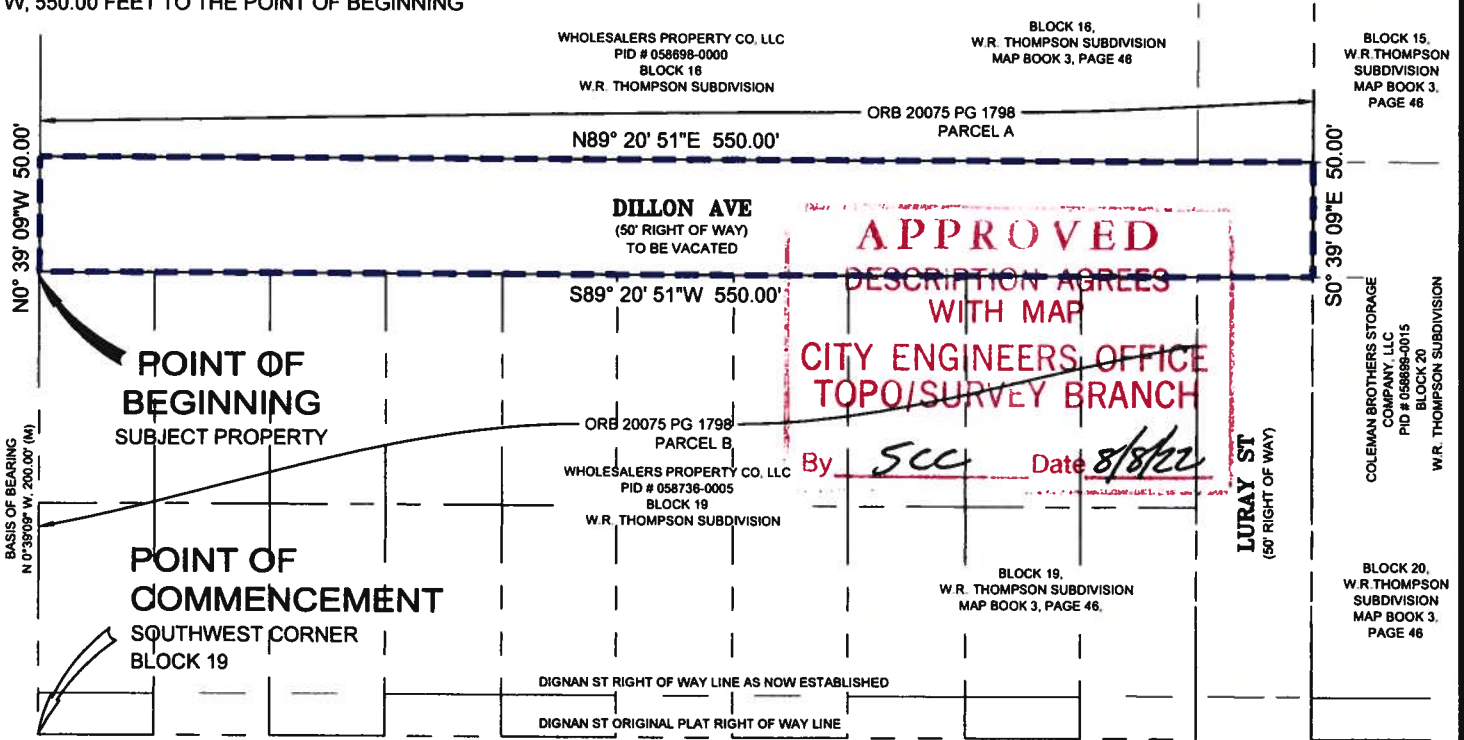 W, 550.00 FEET TO THE POINT OF BEGINNING
WHOLESALERS PROPERTY CO, LLC
PID # 058698-0000
BLOCK 16
W.R. THOMPSON SUBDIVISION
BLOCK 16,
W.R. THOMPSON SUBDIVISION
MAP BOOK 3, PAGE 46
BLOCK 15,
W.R.THOMPSON
SUBDIVISION
MAP BOOK 3,
PAGE 46
ORB 20075 PG 1798
PARCEL A
N89° 20' 51"E 550.00'
N0° 39' 09"W 50.00'
DILLON AVE
(50' RIGHT OF WAY)
TO BE VACATED
S0° 39' 09"E 50.00'
S89° 20' 51"W 550.00'
APPROVED
DESCRIPTION AGREES
WITH MAP
CITY ENGINEERS OFFICE
TOPO/SURVEY BRANCH
By SCC Date 8/8/22
POINT OF
BEGINNING
SUBJECT PROPERTY
ORB 20075 PG 1798
PARCEL B
WHOLESALERS PROPERTY CO, LLC
PID # 058736-0005
BLOCK 19
W.R. THOMPSON SUBDIVISION
BASIS OF BEARING
N 0°39'09" W, 200.00' (M)
LURAY ST
(50' RIGHT OF WAY)
COLEMAN BROTHERS STORAGE
COMPANY, LLC
PID # 058699-0015
BLOCK 20
W.R. THOMPSON SUBDIVISION
POINT OF
COMMENCEMENT
SOUTHWEST CORNER
BLOCK 19
BLOCK 19,
W.R. THOMPSON SUBDIVISION
MAP BOOK 3, PAGE 46,
BLOCK 20,
W.R.THOMPSON
SUBDIVISION
MAP BOOK 3,
PAGE 46
DIGNAN ST RIGHT OF WAY LINE AS NOW ESTABLISHED
DIGNAN ST ORIGINAL PLAT RIGHT OF WAY LINE